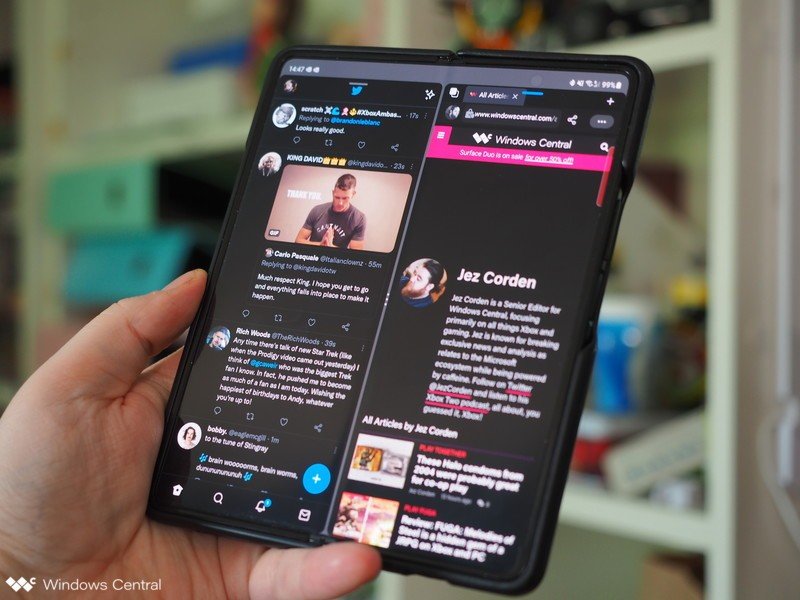 14:47
99%
scratch #XboxAmbas... · 17s
Replying to @brandonleblanc
Looks really good.
KING DAVID @kingdavido... · 23s
THANK YOU.
GIF
Carlo Pasquale @Italianclownz · 55m
Replying to @kingdavidotw
Much respect King. I hope you get to go
and everything falls into place to make it
happen.
Rich Woods @TheRichWoods · 39s
Any time there's talk of new Star Trek (like
when the Prodigy video came out yesterday) I
think of @gcaweir who was the biggest Trek
fan I know. In fact, he pushed me to become
as much of a fan as I am today. Wishing the
happiest of birthdays to Andy, whatever
you're up to!
bobby. @eaglemcgill · 1m
to the tune of Stingray
brain wooooorms, brain worms,
dunununununuh
All Article
www.windowscentral.com/
Windows Central
Surface Duo is on sale for over 50% off!
Jez Corden
Jez Corden is a Senior Editor for
Windows Central, focusing
primarily on all things Xbox and
gaming. Jez is known for breaking
exclusive news and analysis as
relates to the Microsoft
ecosystem while being powered
by caffeine. Follow on Twitter
@JezCorden and listen to his
Xbox Two podcast, all about, you
guessed it, Xbox!
All Articles by Jez Corden
PLAY TOGETHER
These Halo condoms from
2004 were probably great
for co-op play
Jez Corden
PLAY FUGA
Review: FUGA: Melodies of
Steel is a hidden gem of a
JRPG on Xbox and PC
Windows Central